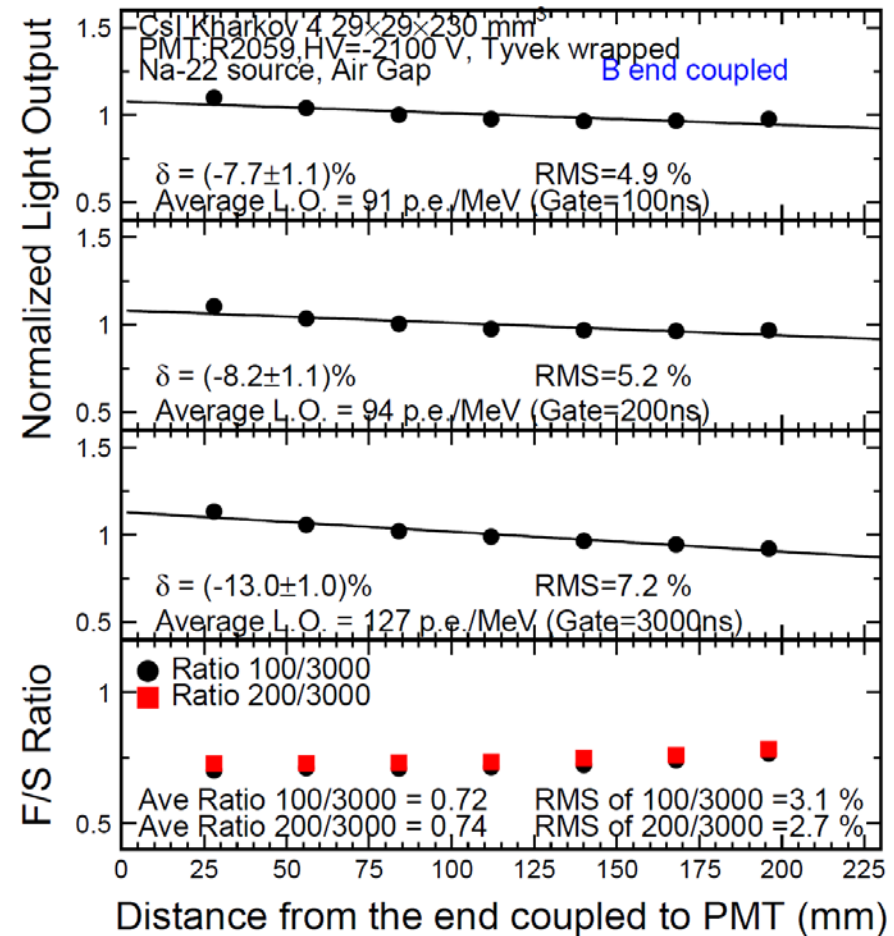 CsI Kharkov 4 29×29×230 mm³
PMT;R2059,HV=-2100 V, Tyvek wrapped
Na-22 source, Air Gap
B end coupled
Normalized Light Output
1.5
1
0.5
δ = (-7.7±1.1)% RMS=4.9 %
Average L.O. = 91 p.e./MeV (Gate=100ns)
1.5
1
0.5
δ = (-8.2±1.1)% RMS=5.2 %
Average L.O. = 94 p.e./MeV (Gate=200ns)
1.5
1
0.5
δ = (-13.0±1.0)% RMS=7.2 %
Average L.O. = 127 p.e./MeV (Gate=3000ns)
F/S Ratio
1
0.5
Ratio 100/3000
Ratio 200/3000
Ave Ratio 100/3000 = 0.72 RMS of 100/3000 =3.1 %
Ave Ratio 200/3000 = 0.74 RMS of 200/3000 =2.7 %
0 25 50 75 100 125 150 175 200 225
Distance from the end coupled to PMT (mm)